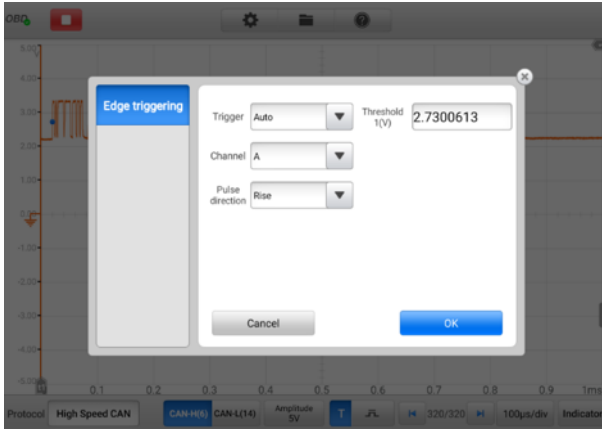 OBD
5.00
V
4.00
Edge triggering
Trigger Auto Threshold 1(V) 2.7300613
3.00
Channel A
2.00
Pulse direction Rise
1.00
0.00
-1.00
-2.00
-3.00
Cancel OK
-4.00
-5.00
0.1 0.2 0.3 0.4 0.5 0.6 0.7 0.8 0.9 1ms
Protocol High Speed CAN CAN-H(6) CAN-L(14) Amplitude 5V T 320/320 100μs/div Indicator